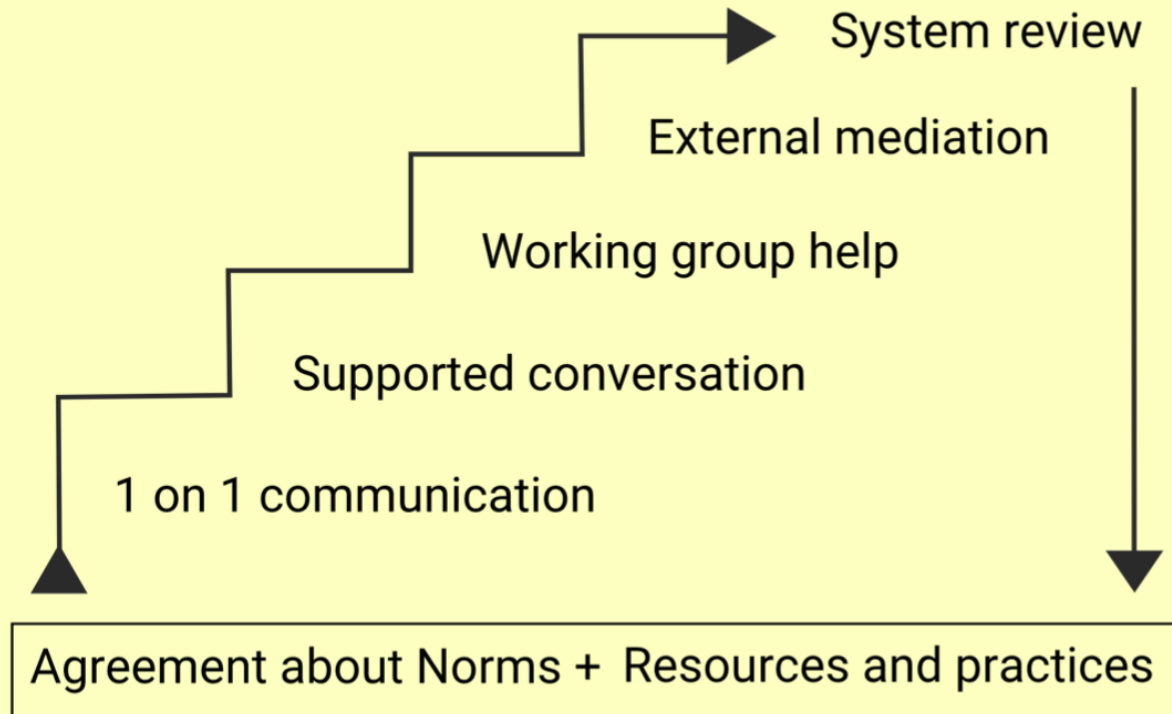 System review
External mediation
Working group help
Supported conversation
1 on 1 communication
Agreement about Norms + Resources and practices